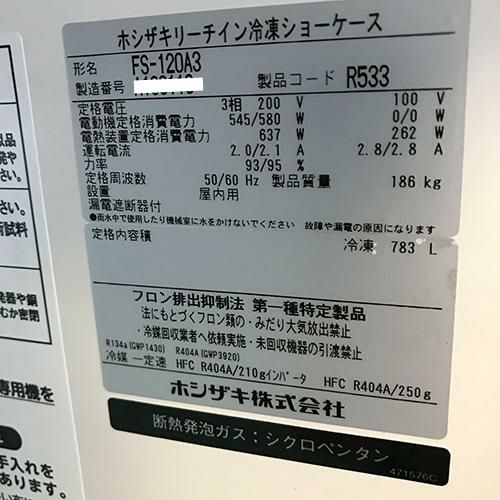 ホシザキリーチイン冷凍ショーケース
形名 FS-120A3
製造番号 製品コード R533
定格電圧 3相 200 V 100 V
電動機定格消費電力 545/580 W 0/0 W
電熱装置定格消費電力 637 W 262 W
運転電流 2.0/2.1 A 2.8/2.8 A
力率 93/95 %
定格周波数 50/60 Hz 製品質量 186 kg
設置 屋内用
漏電遮断器付
●雨水中で使用したり機械室に水をかけないでください 故障や漏電の原因になります
定格内容積 冷凍 783 L
フロン排出抑制法 第一種特定製品
法にもとづくフロン類の・みだり大気放出禁止
・冷媒回収業者へ依頼実施・未回収機器の引渡禁止
R134a(GWP1430) R404A(GWP3920)
冷媒 一定速 HFC R404A/210g インバータ HFC R404A/250g
ホシザキ株式会社
断熱発泡ガス：シクロペンタン
471576C
専用機を
手入れを
あります。